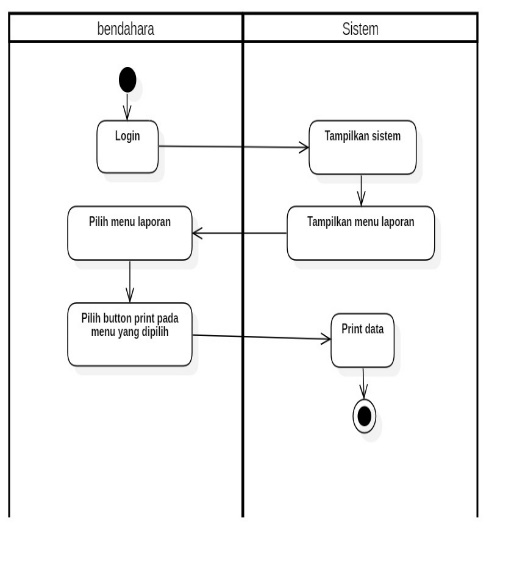 bendahara
Sistem
Login
Tampilkan sistem
Pilih menu laporan
Tampilkan menu laporan
Pilih button print pada
menu yang dipilih
Print data